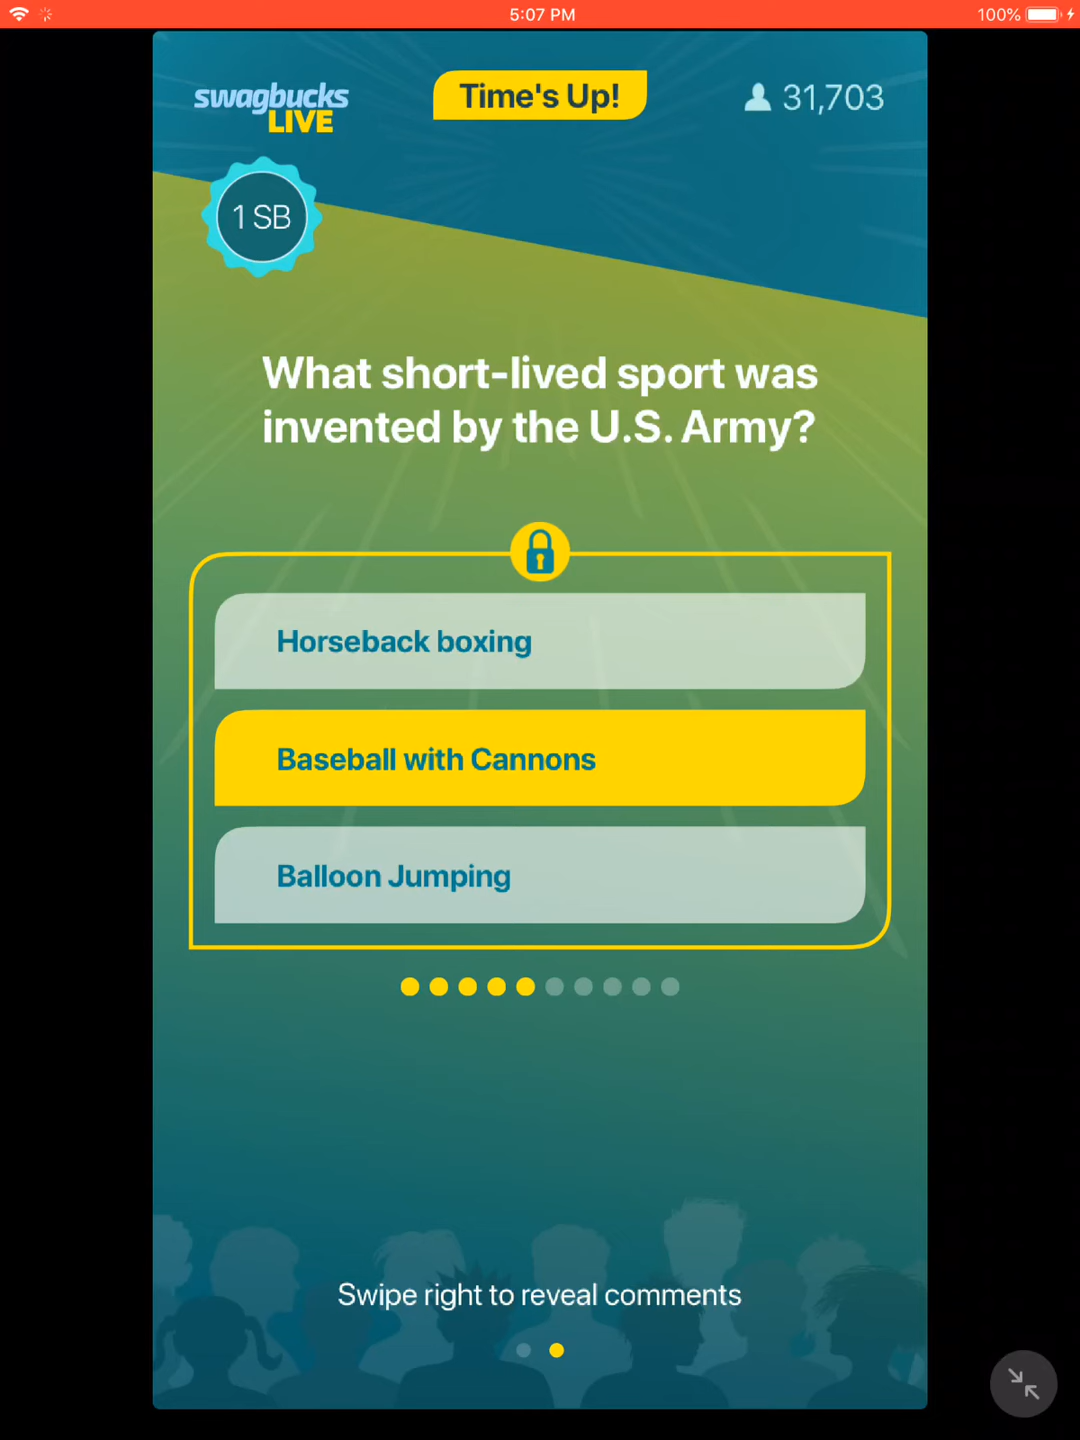 5:07 PM
100%
swagbucks
LIVE
Time's Up!
31,703
1 SB
What short-lived sport was
invented by the U.S. Army?
Horseback boxing
Baseball with Cannons
Balloon Jumping
Swipe right to reveal comments